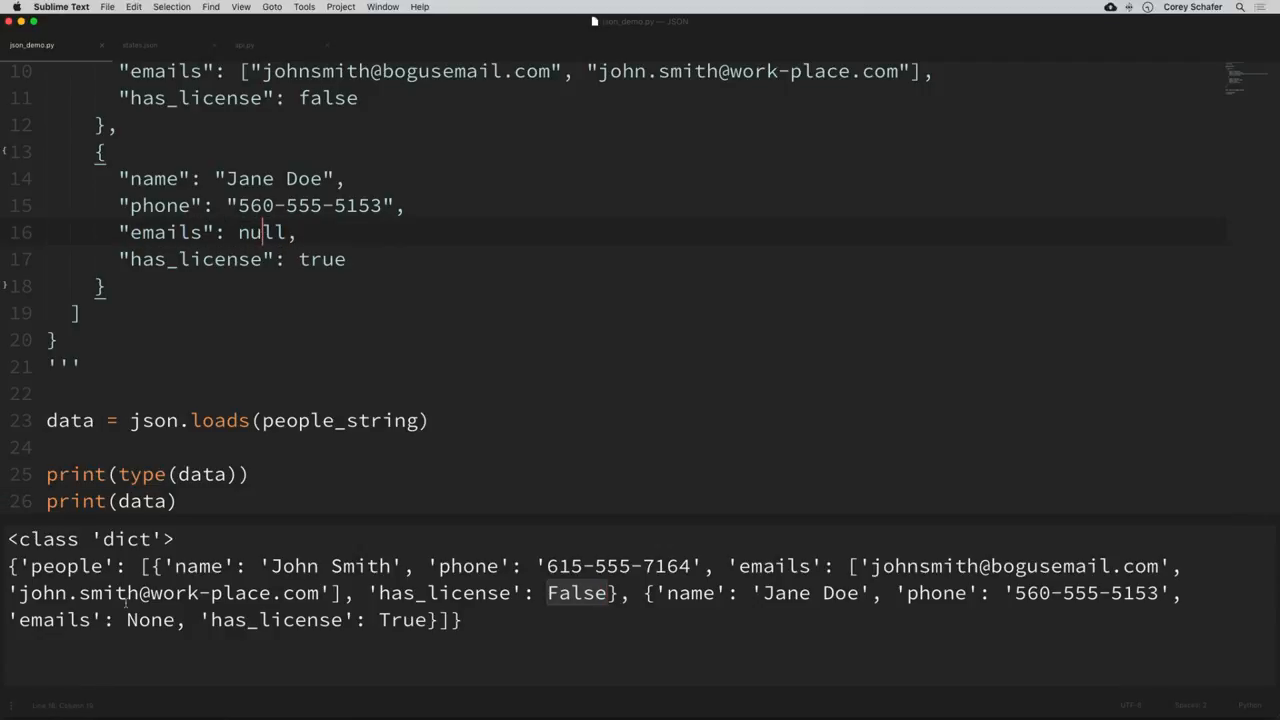 Sublime Text File Edit Selection Find View Goto Tools Project Window Help Corey Schafer
json_demo.py — JSON
json_demo.py states.json api.py
10 "emails": ["johnsmith@bogusemail.com", "john.smith@work-place.com"],
11 "has_license": false
12 },
13 {
14 "name": "Jane Doe",
15 "phone": "560-555-5153",
16 "emails": null,
17 "has_license": true
18 }
19 ]
20 }
21 '''
22
23 data = json.loads(people_string)
24
25 print(type(data))
26 print(data)
<class 'dict'>
{'people': [{'name': 'John Smith', 'phone': '615-555-7164', 'emails': ['johnsmith@bogusemail.com',
'john.smith@work-place.com'], 'has_license': False}, {'name': 'Jane Doe', 'phone': '560-555-5153',
'emails': None, 'has_license': True}]}
Line 16, Column 19 UTF-8 Spaces: 2 Python